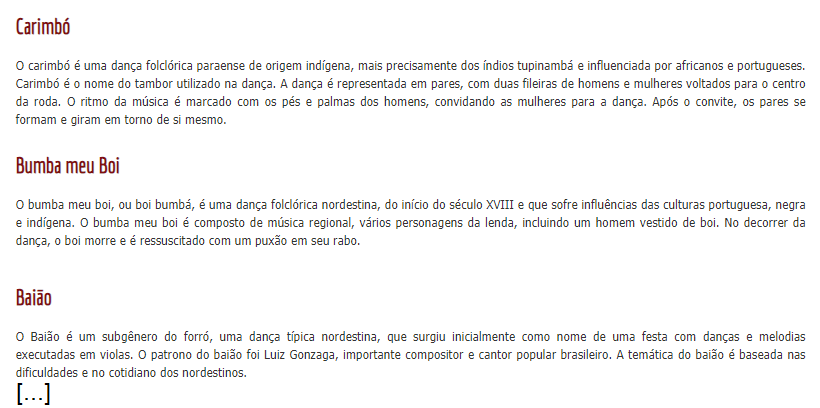 Carimbó
O carimbó é uma dança folclórica paraense de origem indígena, mais precisamente dos índios tupinambá e influenciada por africanos e portugueses.
Carimbó é o nome do tambor utilizado na dança. A dança é representada em pares, com duas fileiras de homens e mulheres voltados para o centro
da roda. O ritmo da música é marcado com os pés e palmas dos homens, convidando as mulheres para a dança. Após o convite, os pares se
formam e giram em torno de si mesmo.
Bumba meu Boi
O bumba meu boi, ou boi bumbá, é uma dança folclórica nordestina, do início do século XVIII e que sofre influências das culturas portuguesa, negra
e indígena. O bumba meu boi é composto de música regional, vários personagens da lenda, incluindo um homem vestido de boi. No decorrer da
dança, o boi morre e é ressuscitado com um puxão em seu rabo.
Baião
O Baião é um subgênero do forró, uma dança típica nordestina, que surgiu inicialmente como nome de uma festa com danças e melodias
executadas em violas. O patrono do baião foi Luiz Gonzaga, importante compositor e cantor popular brasileiro. A temática do baião é baseada nas
dificuldades e no cotidiano dos nordestinos.
[...]